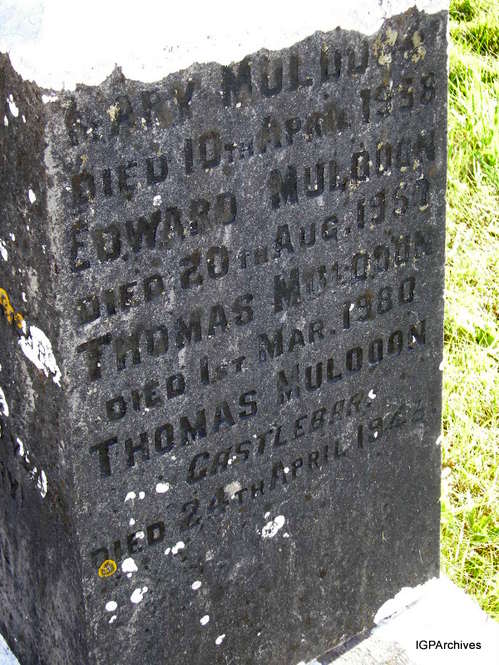 MARY MULDOON
DIED 10TH APRIL 1938
EDWARD MULDOON
DIED 20TH AUG. 1950
THOMAS MULDOON
DIED 1ST MAR. 1980
THOMAS MULDOON
CASTLEBAR.
DIED 24TH APRIL
IGPArchives